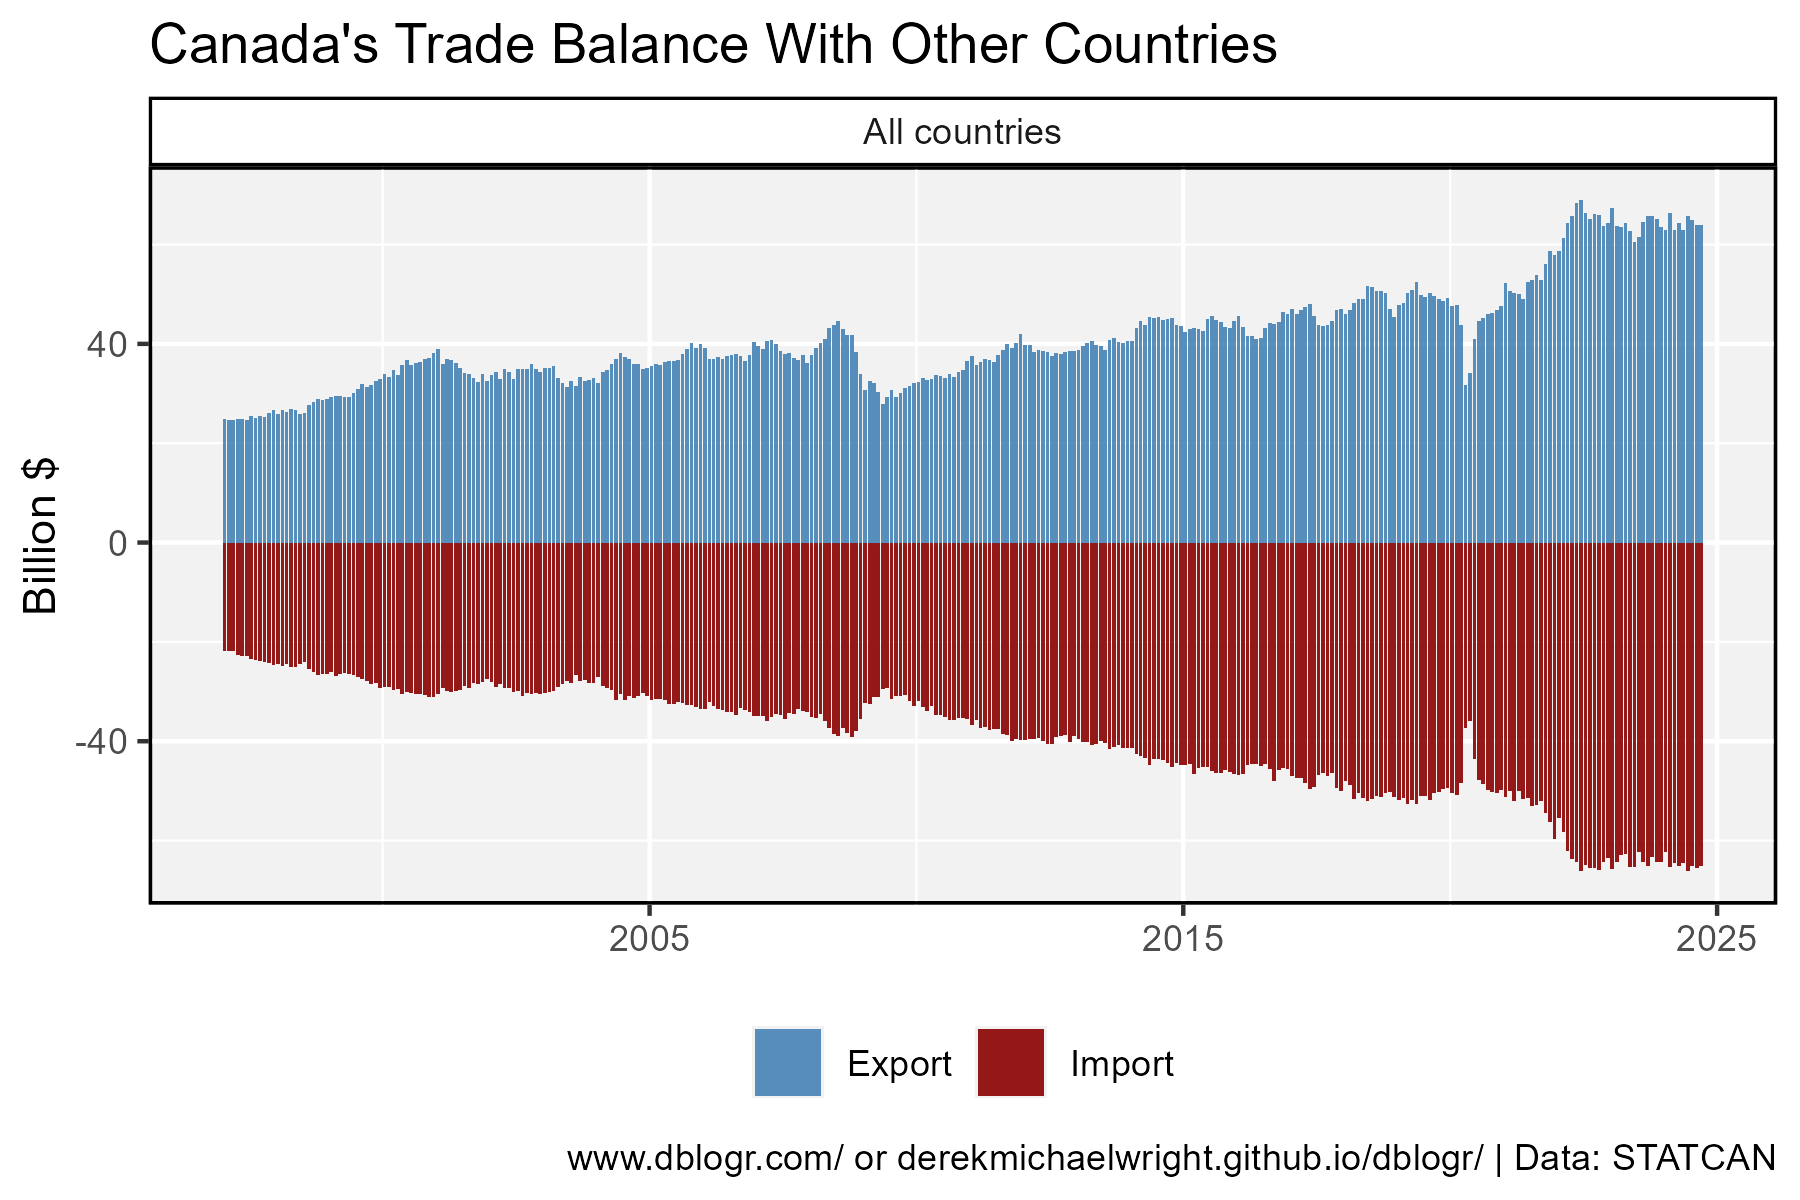 Canada's Trade Balance With Other Countries
All countries
Billion $
40
0
-40
2005 2015 2025
Export Import
www.dblogr.com/ or derekmichaelwright.github.io/dblogr/ | Data: STATCAN